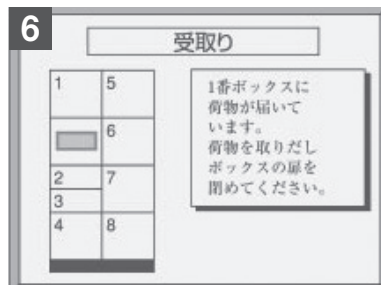 6
受取り
1 5
6
2 7
3
4 8
1番ボックスに
荷物が届いて
います。
荷物を取りだし
ボックスの扉を
閉めてください。